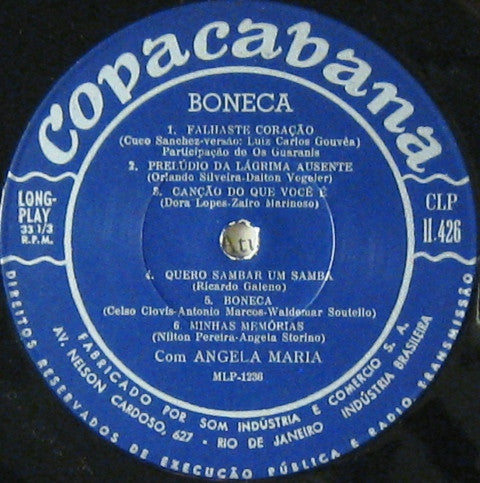 Copacabana
BONECA
1. FALHASTE CORAÇÃO
(Cuco Sanchez-versão: Luiz Carlos Gouvêa)
Participação de Os Guaranis
2. PRELÚDIO DA LÁGRIMA AUSENTE
(Orlando Silveira-Dalton Vogeler)
3. CANÇÃO DO QUE VOCÊ É
(Dora Lopes-Zairo Marinoso)
LONG-
PLAY
33 1/3
R.P.M.
CLP
11.426
4. QUERO SAMBAR UM SAMBA
(Ricardo Galeno)
5. BONECA
(Celso Clovis-Antonio Marcos-Waldemar Soutello)
6 MINHAS MEMÓRIAS
(Nilton Pereira-Angela Storino)
Com ANGELA MARIA
MLP-1236
FABRICADO POR SOM INDÚSTRIA E COMERCIO S. A.
AV. NELSON CARDOSO, 627 - RIO DE JANEIRO INDÚSTRIA BRASILEIRA
DIREITOS RESERVADOS DE EXECUÇÃO PÚBLICA E RADIO TRANSMISSÃO